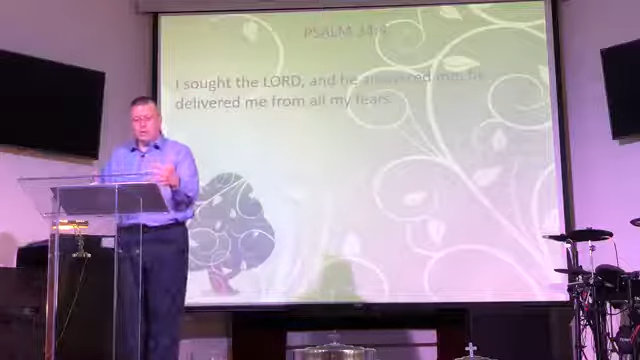 PSALM 34:4
I sought the LORD, and he answered me; he
delivered me from all my fears.